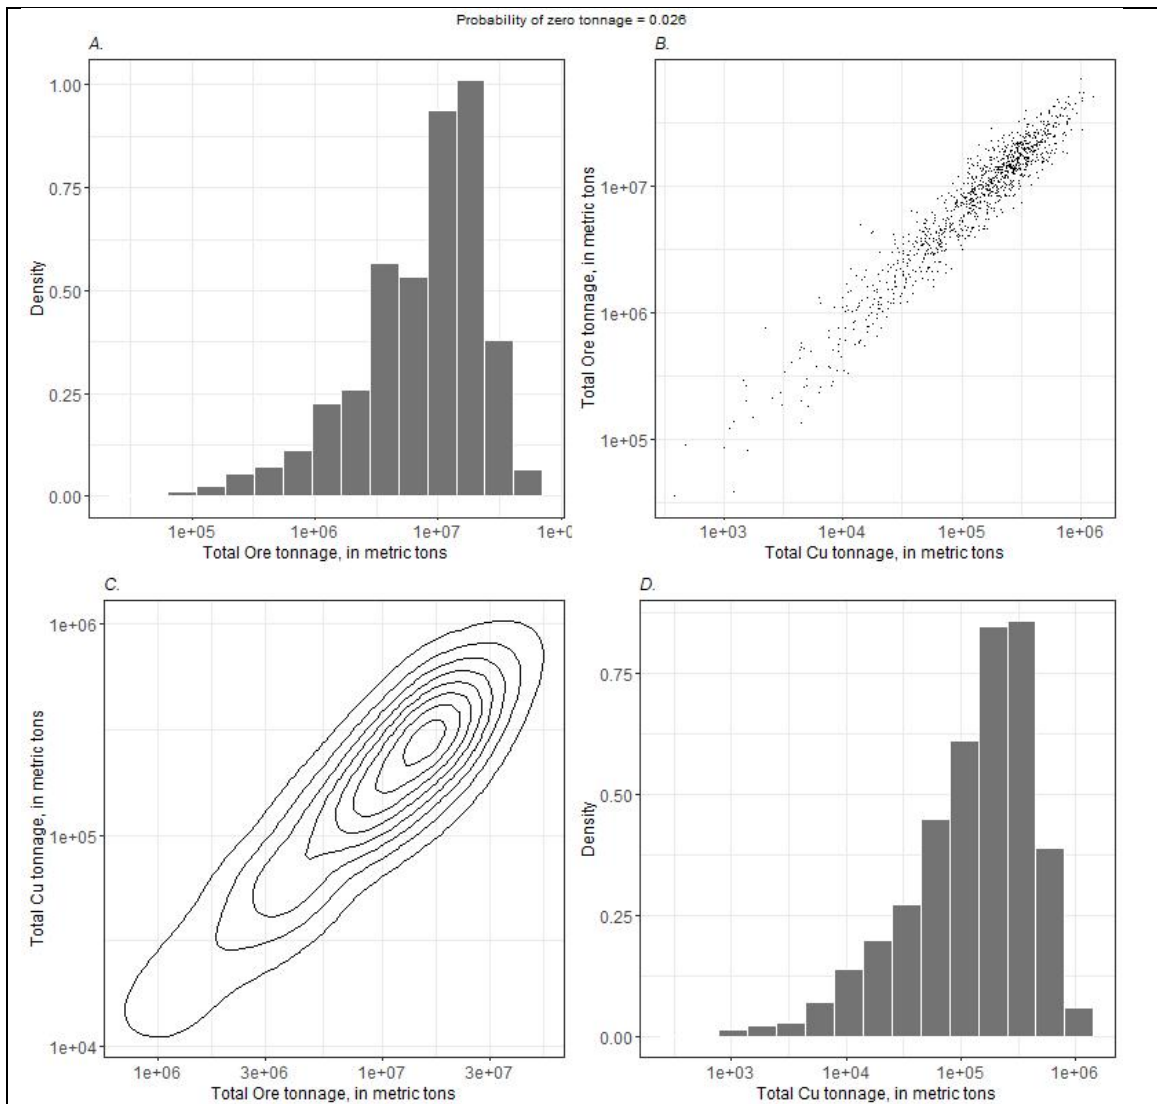 Probability of zero tonnage = 0.026
A.
Density
1.00
0.75
0.50
0.25
0.00
1e+05 1e+06 1e+07 1e+0
Total Ore tonnage, in metric tons
B.
Total Ore tonnage, in metric tons
1e+07
1e+06
1e+05
1e+03 1e+04 1e+05 1e+06
Total Cu tonnage, in metric tons
C.
Total Cu tonnage, in metric tons
1e+06
1e+05
1e+04
1e+06 3e+06 1e+07 3e+07
Total Ore tonnage, in metric tons
D.
Density
0.75
0.50
0.25
0.00
1e+03 1e+04 1e+05 1e+06
Total Cu tonnage, in metric tons